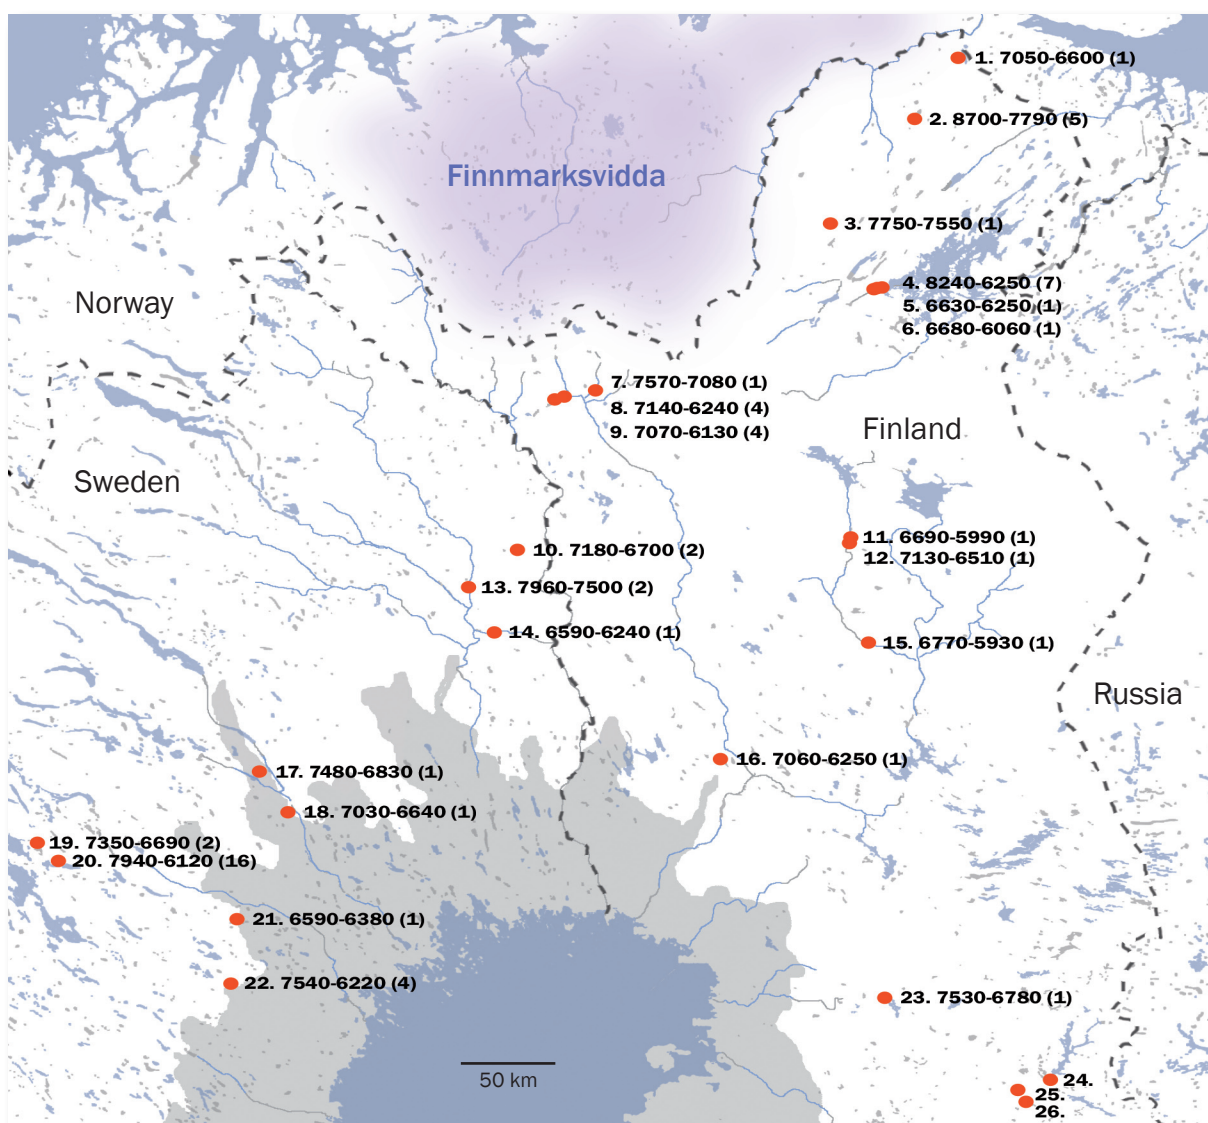 1. 7050-6600 (1)
2. 8700-7790 (5)
Finnmarksvidda
3. 7750-7550 (1)
4. 8240-6250 (7)
Norway
5. 6630-6250 (1)
6. 6680-6060 (1)
7. 7570-7080 (1)
8. 7140-6240 (4)
Finland
9. 7070-6130 (4)
Sweden
11. 6690-5990 (1)
10. 7180-6700 (2)
12. 7130-6510 (1)
13. 7960-7500 (2)
14. 6590-6240 (1)
15. 6770-5930 (1)
Russia
16. 7060-6250 (1)
17. 7480-6830 (1)
18. 7030-6640 (1)
19. 7350-6690 (2)
20. 7940-6120 (16)
21. 6590-6380 (1)
22. 7540-6220 (4)
23. 7530-6780 (1)
50 km
24.
25.
26.